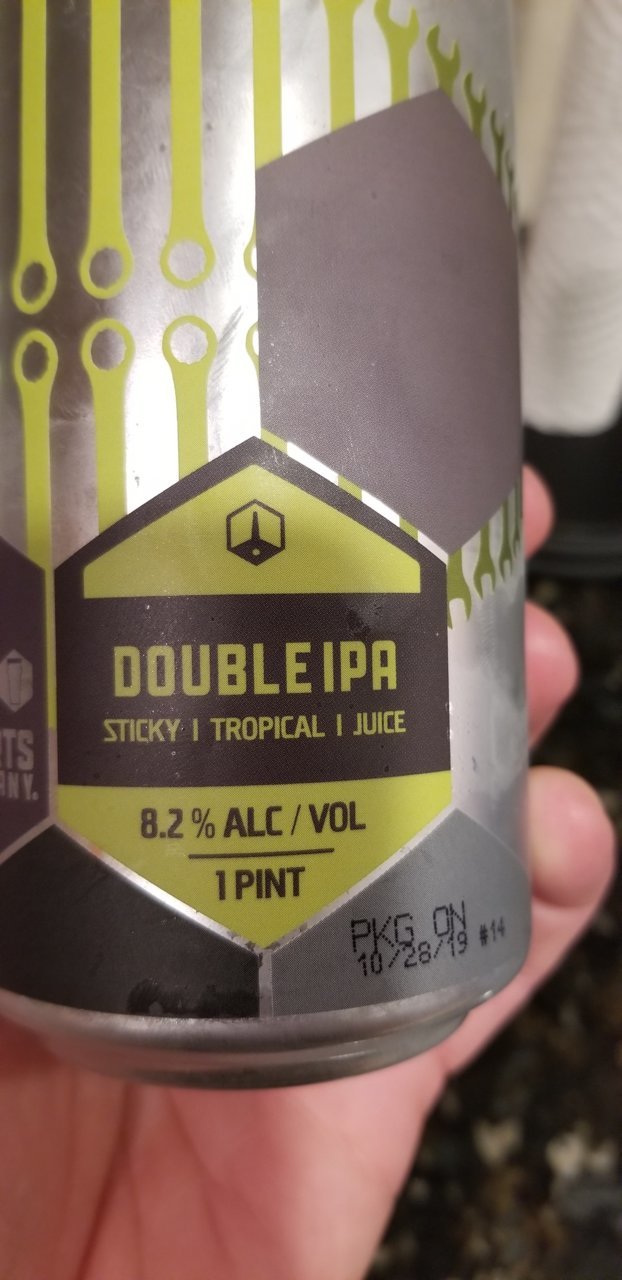 DOUBLE IPA
STICKY | TROPICAL | JUICE
8.2% ALC / VOL
1 PINT
PKG ON
10/28/19 #14